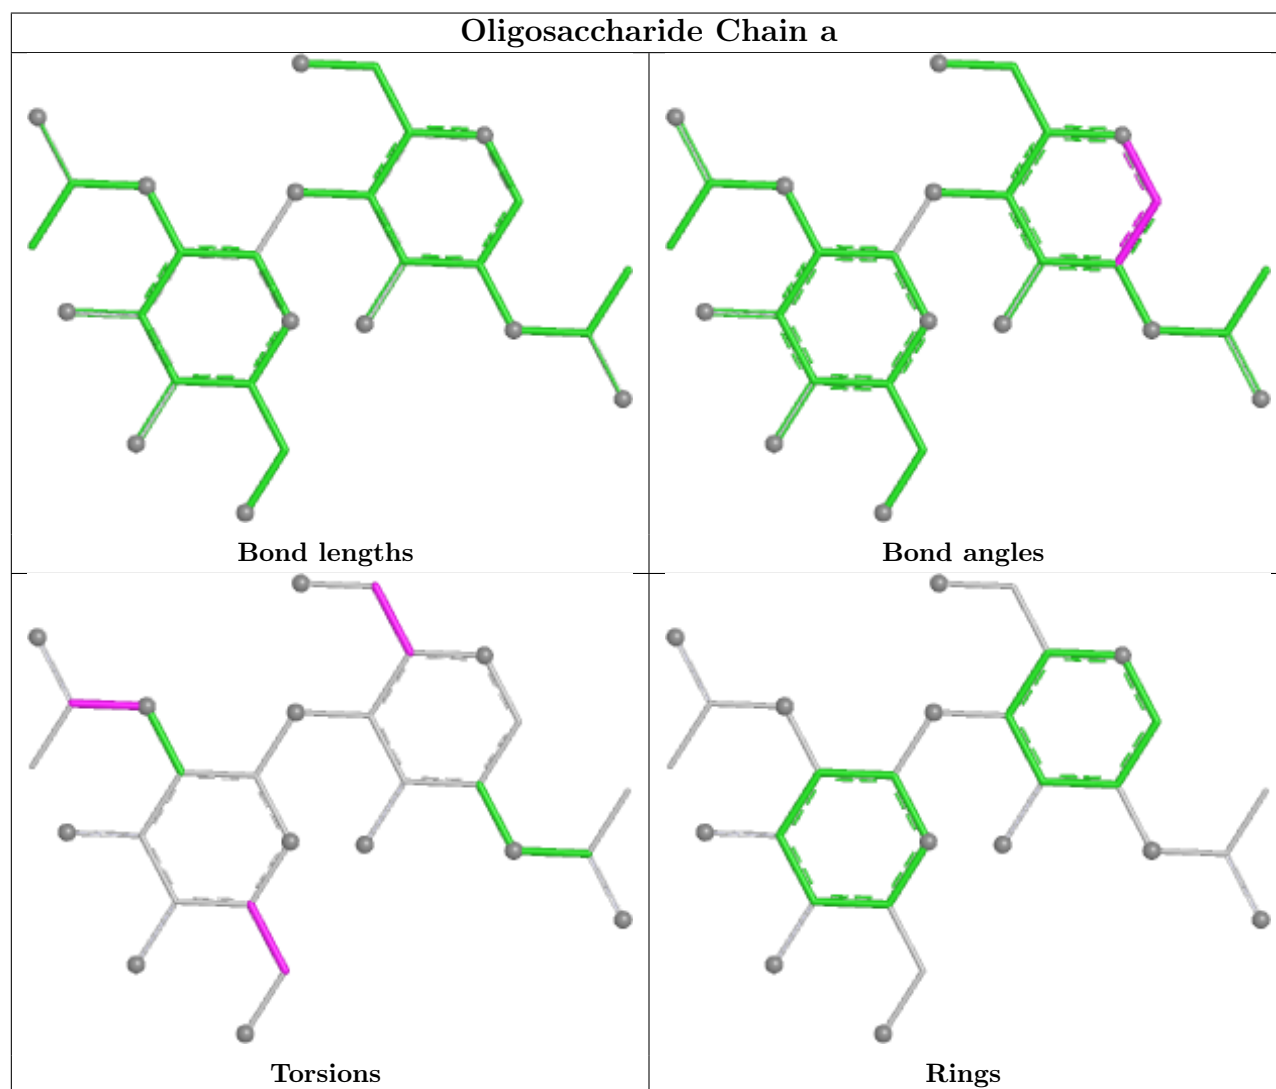 Oligosaccharide Chain a
Bond lengths
Bond angles
Torsions
Rings